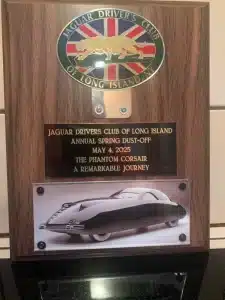 JAGUAR DRIVER'S CLUB
OF LONG ISLAND
JAGUAR DRIVERS CLUB OF LONG ISLAND
ANNUAL SPRING DUST-OFF
MAY 4, 2025
THE PHANTOM CORSAIR
A REMARKABLE JOURNEY